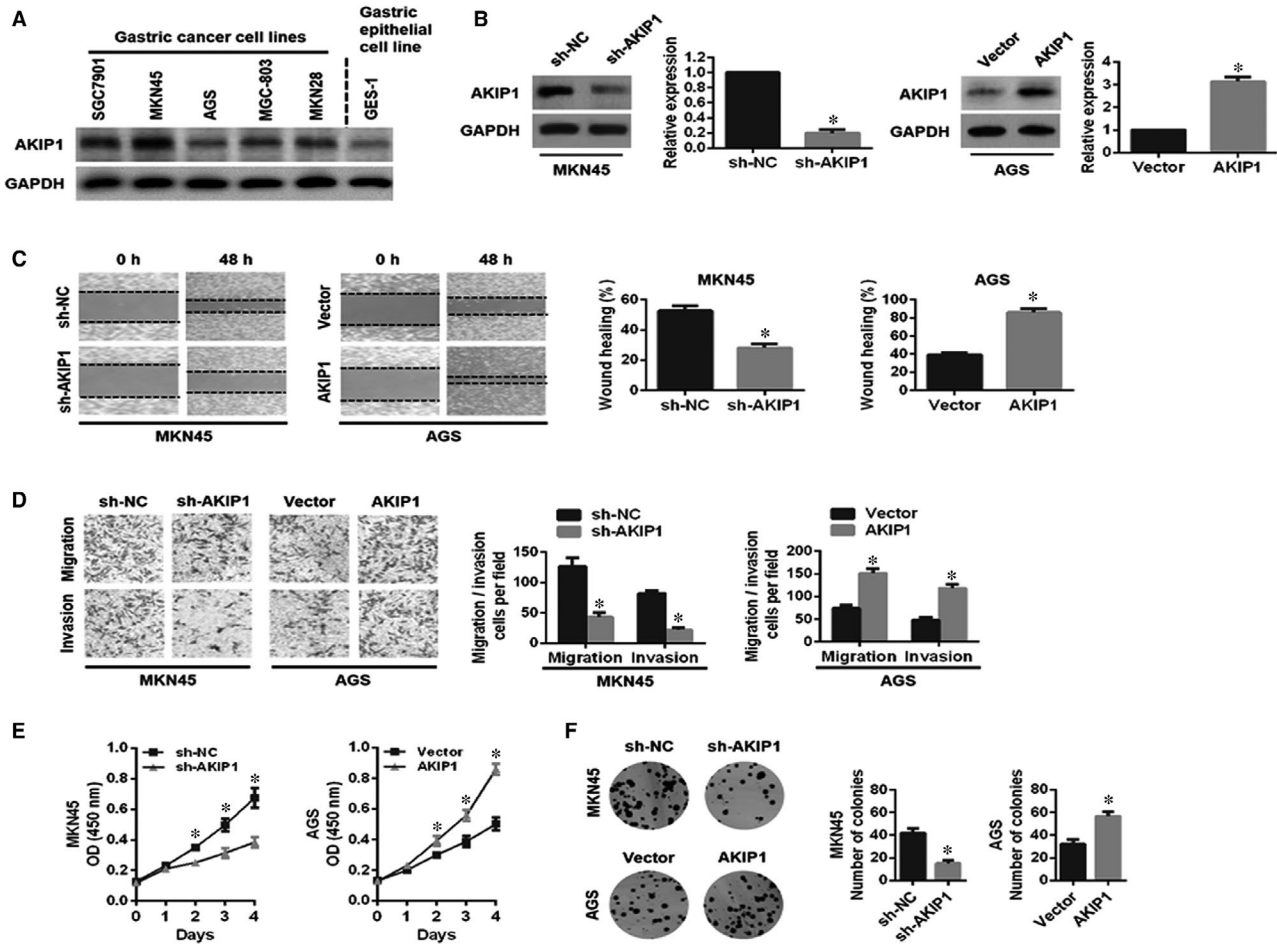 A
Gastric cancer cell lines
Gastric
epithelial
cell line
SGC7901
MKN45
AGS
MGC-803
MKN28
GES-1
AKIP1
GAPDH
B
sh-NC
sh-AKIP1
AKIP1
GAPDH
MKN45
Relative expression
1.2
1.0
0.8
0.6
0.4
0.2
0
*
sh-NC
sh-AKIP1
Vector
AKIP1
AKIP1
GAPDH
AGS
Relative expression
4
3
2
1
0
*
Vector
AKIP1
C
0 h
48 h
sh-NC
sh-AKIP1
MKN45
0 h
48 h
Vector
AKIP1
AGS
MKN45
Wound healing (%)
60
40
20
0
*
sh-NC
sh-AKIP1
AGS
Wound healing (%)
100
80
60
40
20
0
*
Vector
AKIP1
D
sh-NC
sh-AKIP1
Vector
AKIP1
Migration
Invasion
MKN45
AGS
sh-NC
sh-AKIP1
Migration / invasion
cells per field
150
100
50
0
*
*
Migration
Invasion
MKN45
Vector
AKIP1
Migration / invasion
cells per field
200
150
100
50
0
*
*
Migration
Invasion
AGS
E
MKN45
OD (450 nm)
1.0
0.8
0.6
0.4
0.2
0.0
sh-NC
sh-AKIP1
*
*
*
0 1 2 3 4
Days
AGS
OD (450 nm)
1.0
0.8
0.6
0.4
0.2
0.0
Vector
AKIP1
*
*
*
0 1 2 3 4
Days
F
sh-NC
sh-AKIP1
MKN45
Vector
AKIP1
AGS
MKN45
Number of colonies
80
60
40
20
0
*
sh-NC
sh-AKIP1
AGS
Number of colonies
80
60
40
20
0
*
Vector
AKIP1